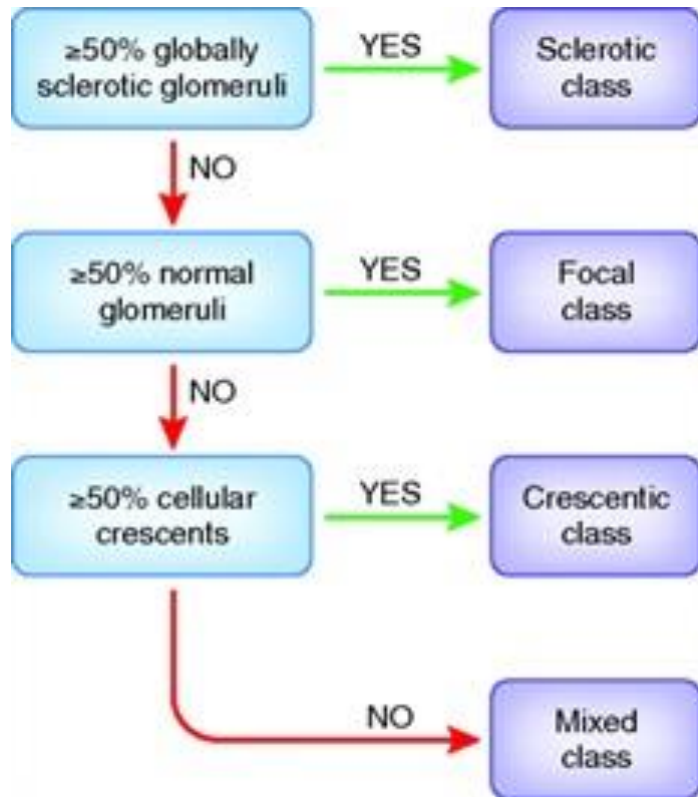 ≥50% globally
sclerotic glomeruli
YES
Sclerotic
class
NO
≥50% normal
glomeruli
YES
Focal
class
NO
≥50% cellular
crescents
YES
Crescentic
class
NO
Mixed
class